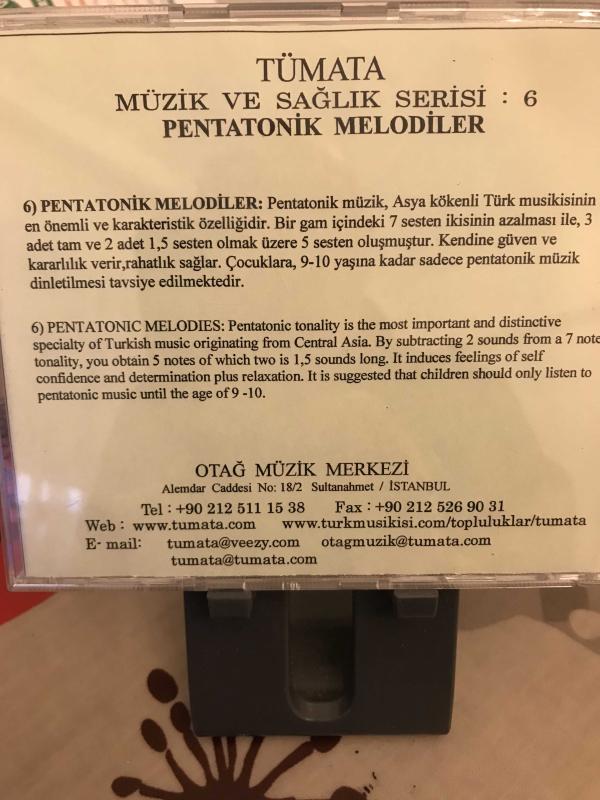 TÜMATA
MÜZİK VE SAĞLIK SERİSİ : 6
PENTATONİK MELODİLER
6) PENTATONİK MELODİLER: Pentatonik müzik, Asya kökenli Türk musikisinin
en önemli ve karakteristik özelliğidir. Bir gam içindeki 7 sesten ikisinin azalması ile, 3
adet tam ve 2 adet 1,5 sesten olmak üzere 5 sesten oluşmuştur. Kendine güven ve
kararlılık verir,rahatlık sağlar. Çocuklara, 9-10 yaşına kadar sadece pentatonik müzik
dinletilmesi tavsiye edilmektedir.
6) PENTATONIC MELODIES: Pentatonic tonality is the most important and distinctive
specialty of Turkish music originating from Central Asia. By subtracting 2 sounds from a 7 note
tonality, you obtain 5 notes of which two is 1,5 sounds long. It induces feelings of self
confidence and determination plus relaxation. It is suggested that children should only listen to
pentatonic music until the age of 9 -10.
OTAĞ MÜZİK MERKEZİ
Alemdar Caddesi No: 18/2 Sultanahmet / İSTANBUL
Tel : +90 212 511 15 38 Fax : +90 212 526 90 31
Web : www.tumata.com www.turkmusikisi.com/topluluklar/tumata
E- mail: tumata@veezy.com otagmuzik@tumata.com
tumata@tumata.com